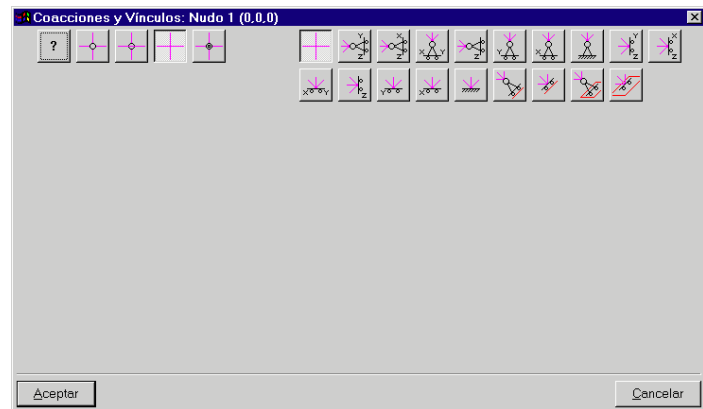 Coacciones y Vínculos: Nudo 1 (0,0,0)
? Y Z X Z X Y Z Y X Y Z X Z
X Y Z Y X
Aceptar Cancelar